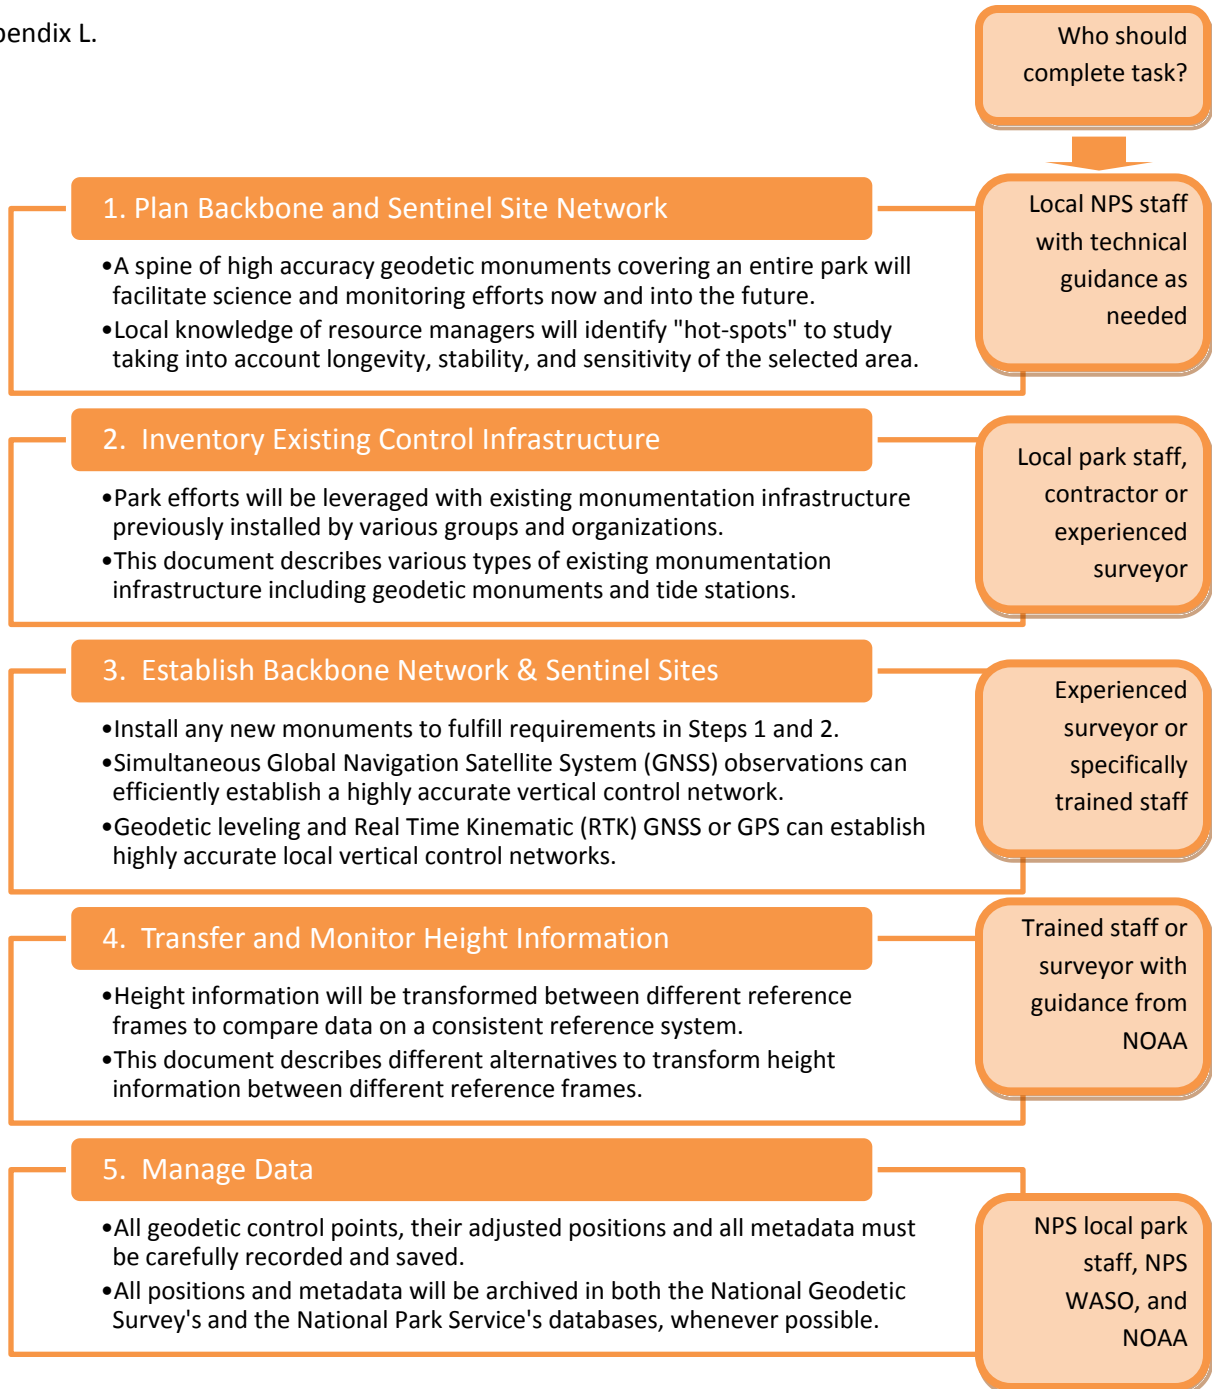 L.
Who should
complete task?
1. Plan Backbone and Sentinel Site Network
•A spine of high accuracy geodetic monuments covering an entire park will
facilitate science and monitoring efforts now and into the future.
•Local knowledge of resource managers will identify "hot-spots" to study
taking into account longevity, stability, and sensitivity of the selected area.
Local NPS staff
with technical
guidance as
needed
2. Inventory Existing Control Infrastructure
•Park efforts will be leveraged with existing monumentation infrastructure
previously installed by various groups and organizations.
•This document describes various types of existing monumentation
infrastructure including geodetic monuments and tide stations.
Local park staff,
contractor or
experienced
surveyor
3. Establish Backbone Network & Sentinel Sites
•Install any new monuments to fulfill requirements in Steps 1 and 2.
•Simultaneous Global Navigation Satellite System (GNSS) observations can
efficiently establish a highly accurate vertical control network.
•Geodetic leveling and Real Time Kinematic (RTK) GNSS or GPS can establish
highly accurate local vertical control networks.
Experienced
surveyor or
specifically
trained staff
4. Transfer and Monitor Height Information
•Height information will be transformed between different reference
frames to compare data on a consistent reference system.
•This document describes different alternatives to transform height
information between different reference frames.
Trained staff or
surveyor with
guidance from
NOAA
5. Manage Data
•All geodetic control points, their adjusted positions and all metadata must
be carefully recorded and saved.
•All positions and metadata will be archived in both the National Geodetic
Survey's and the National Park Service's databases, whenever possible.
NPS local park
staff, NPS
WASO, and
NOAA